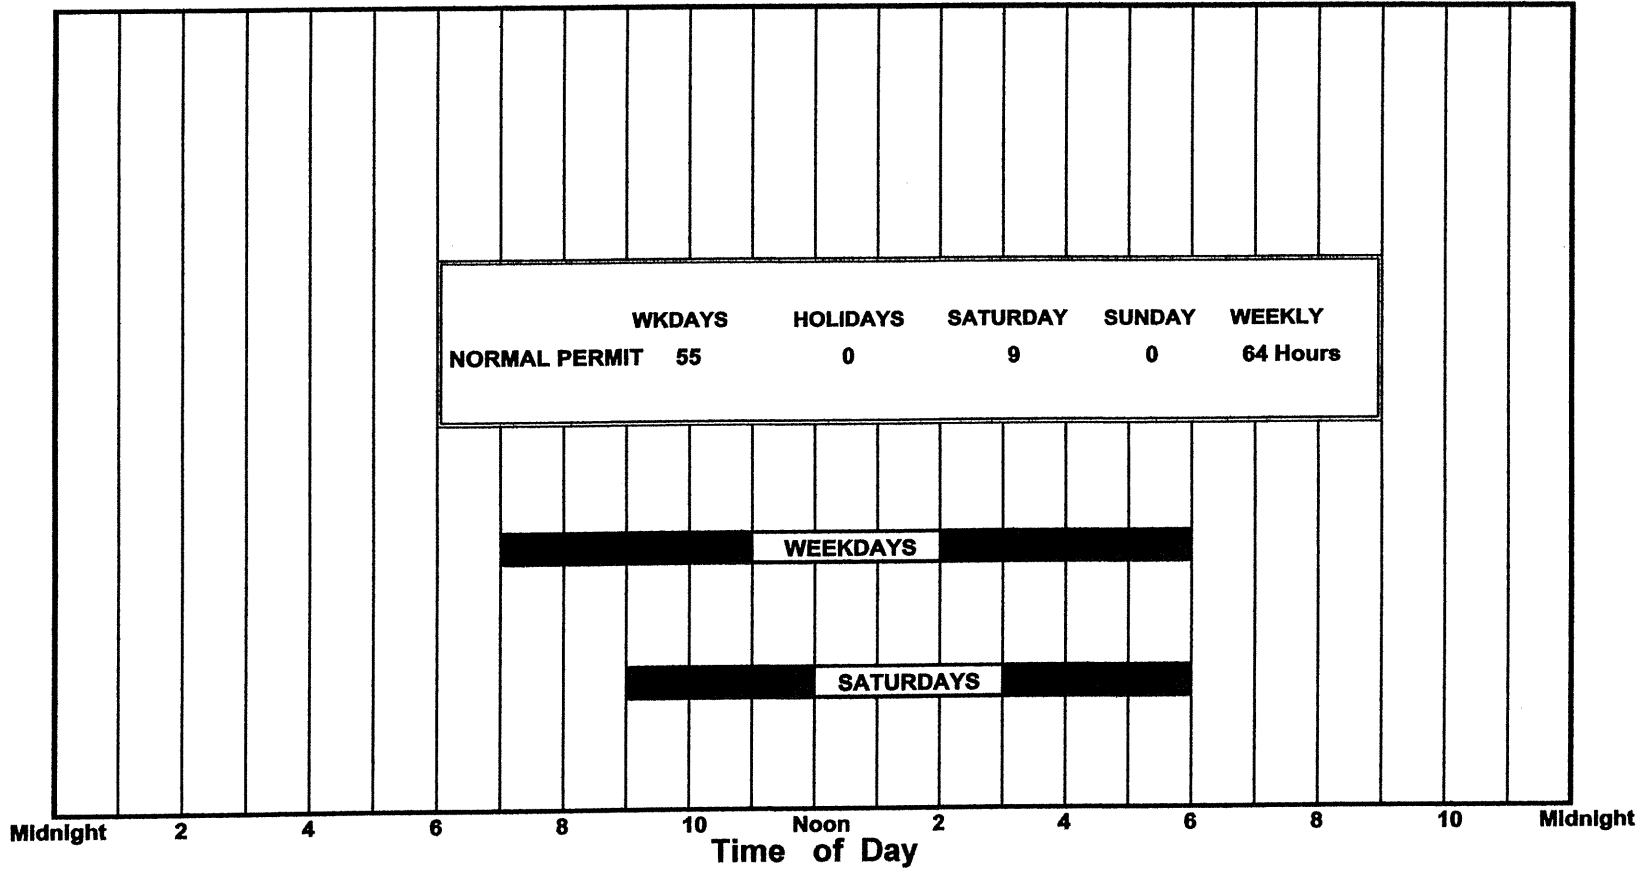 WKDAYS HOLIDAYS SATURDAY SUNDAY WEEKLY
NORMAL PERMIT 55 0 9 0 64 Hours
WEEKDAYS
SATURDAYS
Midnight 2 4 6 8 10 Noon 2 4 6 8 10 Midnight
Time of Day